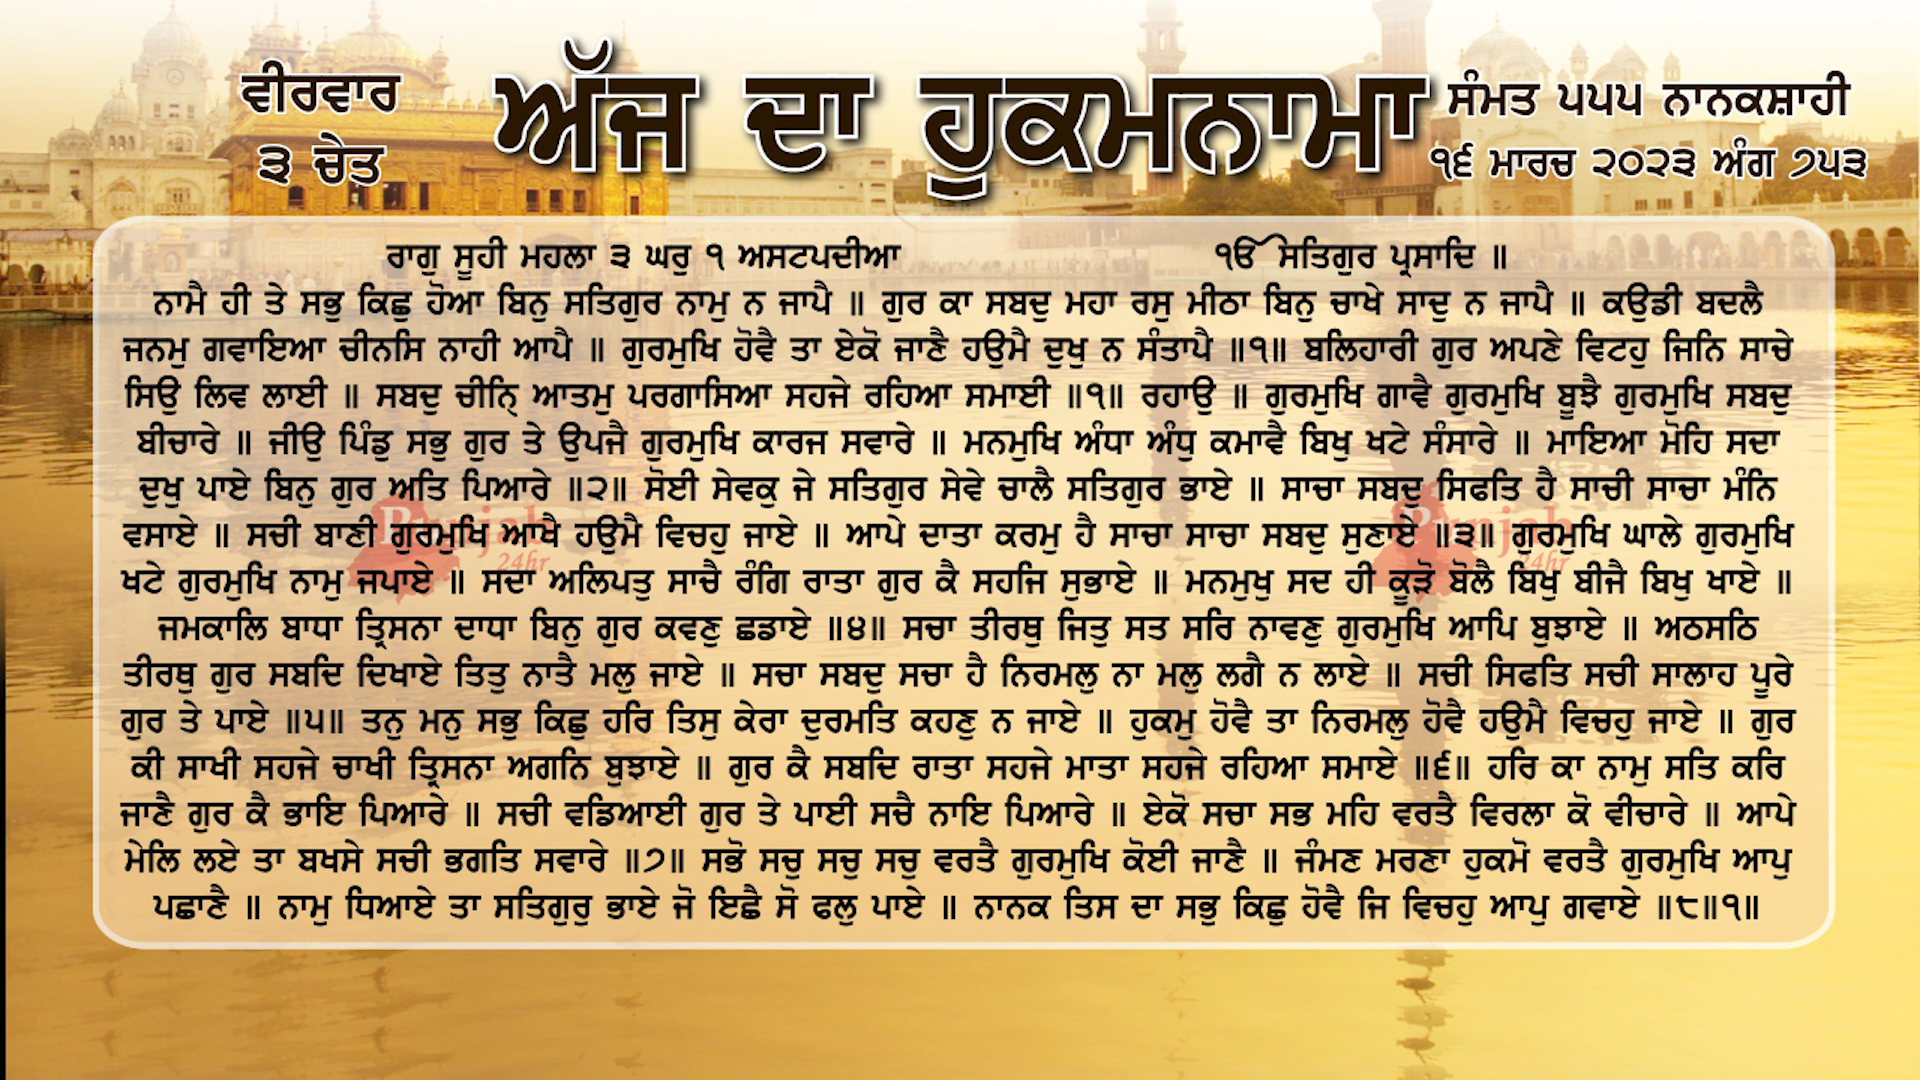 ਵੀਰਵਾਰ
੩ ਚੇਤ
ਅੱਜ ਦਾ ਹੁਕਮਨਾਮਾ
ਸੰਮਤ ੫੫੫ ਨਾਨਕਸ਼ਾਹੀ
੧੬ ਮਾਰਚ ੨੦੨੩ ਅੰਗ ੭੫੩
ਰਾਗੁ ਸੂਹੀ ਮਹਲਾ ੩ ਘਰੁ ੧ ਅਸਟਪਦੀਆ ੴ ਸਤਿਗੁਰ ਪ੍ਰਸਾਦਿ ॥
ਨਾਮੈ ਹੀ ਤੇ ਸਭੁ ਕਿਛੁ ਹੋਆ ਬਿਨੁ ਸਤਿਗੁਰ ਨਾਮੁ ਨ ਜਾਪੈ ॥ ਗੁਰ ਕਾ ਸਬਦੁ ਮਹਾ ਰਸੁ ਮੀਠਾ ਬਿਨੁ ਚਾਖੇ ਸਾਦੁ ਨ ਜਾਪੈ ॥ ਕਉਡੀ ਬਦਲੈ
ਜਨਮੁ ਗਵਾਇਆ ਚੀਨਸਿ ਨਾਹੀ ਆਪੈ ॥ ਗੁਰਮੁਖਿ ਹੋਵੈ ਤਾ ਏਕੋ ਜਾਣੈ ਹਉਮੈ ਦੁਖੁ ਨ ਸੰਤਾਪੈ ॥੧॥ ਬਲਿਹਾਰੀ ਗੁਰ ਅਪਣੇ ਵਿਟਹੁ ਜਿਨਿ ਸਾਚੇ
ਸਿਉ ਲਿਵ ਲਾਈ ॥ ਸਬਦੁ ਚੀਨ੍ਹਿ ਆਤਮੁ ਪਰਗਾਸਿਆ ਸਹਜੇ ਰਹਿਆ ਸਮਾਈ ॥੧॥ ਰਹਾਉ ॥ ਗੁਰਮੁਖਿ ਗਾਵੈ ਗੁਰਮੁਖਿ ਬੂਝੈ ਗੁਰਮੁਖਿ ਸਬਦੁ
ਬੀਚਾਰੇ ॥ ਜੀਉ ਪਿੰਡੁ ਸਭੁ ਗੁਰ ਤੇ ਉਪਜੈ ਗੁਰਮੁਖਿ ਕਾਰਜ ਸਵਾਰੇ ॥ ਮਨਮੁਖਿ ਅੰਧਾ ਅੰਧੁ ਕਮਾਵੈ ਬਿਖੁ ਖਟੇ ਸੰਸਾਰੇ ॥ ਮਾਇਆ ਮੋਹਿ ਸਦਾ
ਦੁਖੁ ਪਾਏ ਬਿਨੁ ਗੁਰ ਅਤਿ ਪਿਆਰੇ ॥੨॥ ਸੋਈ ਸੇਵਕੁ ਜੇ ਸਤਿਗੁਰ ਸੇਵੇ ਚਾਲੈ ਸਤਿਗੁਰ ਭਾਏ ॥ ਸਾਚਾ ਸਬਦੁ ਸਿਫਤਿ ਹੈ ਸਾਚੀ ਸਾਚਾ ਮੰਨਿ
ਵਸਾਏ ॥ ਸਚੀ ਬਾਣੀ ਗੁਰਮੁਖਿ ਆਖੈ ਹਉਮੈ ਵਿਚਹੁ ਜਾਏ ॥ ਆਪੇ ਦਾਤਾ ਕਰਮੁ ਹੈ ਸਾਚਾ ਸਾਚਾ ਸਬਦੁ ਸੁਣਾਏ ॥੩॥ ਗੁਰਮੁਖਿ ਘਾਲੇ ਗੁਰਮੁਖਿ
ਖਟੇ ਗੁਰਮੁਖਿ ਨਾਮੁ ਜਪਾਏ ॥ ਸਦਾ ਅਲਿਪਤੁ ਸਾਚੈ ਰੰਗਿ ਰਾਤਾ ਗੁਰ ਕੈ ਸਹਜਿ ਸੁਭਾਏ ॥ ਮਨਮੁਖੁ ਸਦ ਹੀ ਕੂੜੋ ਬੋਲੈ ਬਿਖੁ ਬੀਜੈ ਬਿਖੁ ਖਾਏ ॥
ਜਮਕਾਲਿ ਬਾਧਾ ਤ੍ਰਿਸਨਾ ਦਾਧਾ ਬਿਨੁ ਗੁਰ ਕਵਣੁ ਛਡਾਏ ॥੪॥ ਸਚਾ ਤੀਰਥੁ ਜਿਤੁ ਸਤ ਸਰਿ ਨਾਵਣੁ ਗੁਰਮੁਖਿ ਆਪਿ ਬੁਝਾਏ ॥ ਅਠਸਠਿ
ਤੀਰਥੁ ਗੁਰ ਸਬਦਿ ਦਿਖਾਏ ਤਿਤੁ ਨਾਤੈ ਮਲੁ ਜਾਏ ॥ ਸਚਾ ਸਬਦੁ ਸਚਾ ਹੈ ਨਿਰਮਲੁ ਨਾ ਮਲੁ ਲਗੈ ਨ ਲਾਏ ॥ ਸਚੀ ਸਿਫਤਿ ਸਚੀ ਸਾਲਾਹ ਪੂਰੇ
ਗੁਰ ਤੇ ਪਾਏ ॥੫॥ ਤਨੁ ਮਨੁ ਸਭੁ ਕਿਛੁ ਹਰਿ ਤਿਸੁ ਕੇਰਾ ਦੁਰਮਤਿ ਕਹਣੁ ਨ ਜਾਏ ॥ ਹੁਕਮੁ ਹੋਵੈ ਤਾ ਨਿਰਮਲੁ ਹੋਵੈ ਹਉਮੈ ਵਿਚਹੁ ਜਾਏ ॥ ਗੁਰ
ਕੀ ਸਾਖੀ ਸਹਜੇ ਚਾਖੀ ਤ੍ਰਿਸਨਾ ਅਗਨਿ ਬੁਝਾਏ ॥ ਗੁਰ ਕੈ ਸਬਦਿ ਰਾਤਾ ਸਹਜੇ ਮਾਤਾ ਸਹਜੇ ਰਹਿਆ ਸਮਾਏ ॥੬॥ ਹਰਿ ਕਾ ਨਾਮੁ ਸਤਿ ਕਰਿ
ਜਾਣੈ ਗੁਰ ਕੈ ਭਾਇ ਪਿਆਰੇ ॥ ਸਚੀ ਵਡਿਆਈ ਗੁਰ ਤੇ ਪਾਈ ਸਚੈ ਨਾਇ ਪਿਆਰੇ ॥ ਏਕੋ ਸਚਾ ਸਭ ਮਹਿ ਵਰਤੈ ਵਿਰਲਾ ਕੋ ਵੀਚਾਰੇ ॥ ਆਪੇ
ਮੇਲਿ ਲਏ ਤਾ ਬਖਸੇ ਸਚੀ ਭਗਤਿ ਸਵਾਰੇ ॥੭॥ ਸਭੋ ਸਚੁ ਸਚੁ ਸਚੁ ਵਰਤੈ ਗੁਰਮੁਖਿ ਕੋਈ ਜਾਣੈ ॥ ਜੰਮਣ ਮਰਣਾ ਹੁਕਮੋ ਵਰਤੈ ਗੁਰਮੁਖਿ ਆਪੁ
ਪਛਾਣੈ ॥ ਨਾਮੁ ਧਿਆਏ ਤਾ ਸਤਿਗੁਰੁ ਭਾਏ ਜੋ ਇਛੈ ਸੋ ਫਲੁ ਪਾਏ ॥ ਨਾਨਕ ਤਿਸ ਦਾ ਸਭੁ ਕਿਛੁ ਹੋਵੈ ਜਿ ਵਿਚਹੁ ਆਪੁ ਗਵਾਏ ॥੮॥੧॥
Punjab
24hr
Punjab
24hr